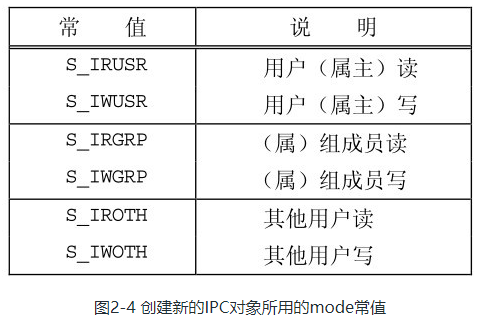 常 值 说 明
S_IRUSR 用户（属主）读
S_IWUSR 用户（属主）写
S_IRGRP （属）组成员读
S_IWGRP （属）组成员写
S_IROTH 其他用户读
S_IWOTH 其他用户写
图2-4 创建新的IPC对象所用的mode常值